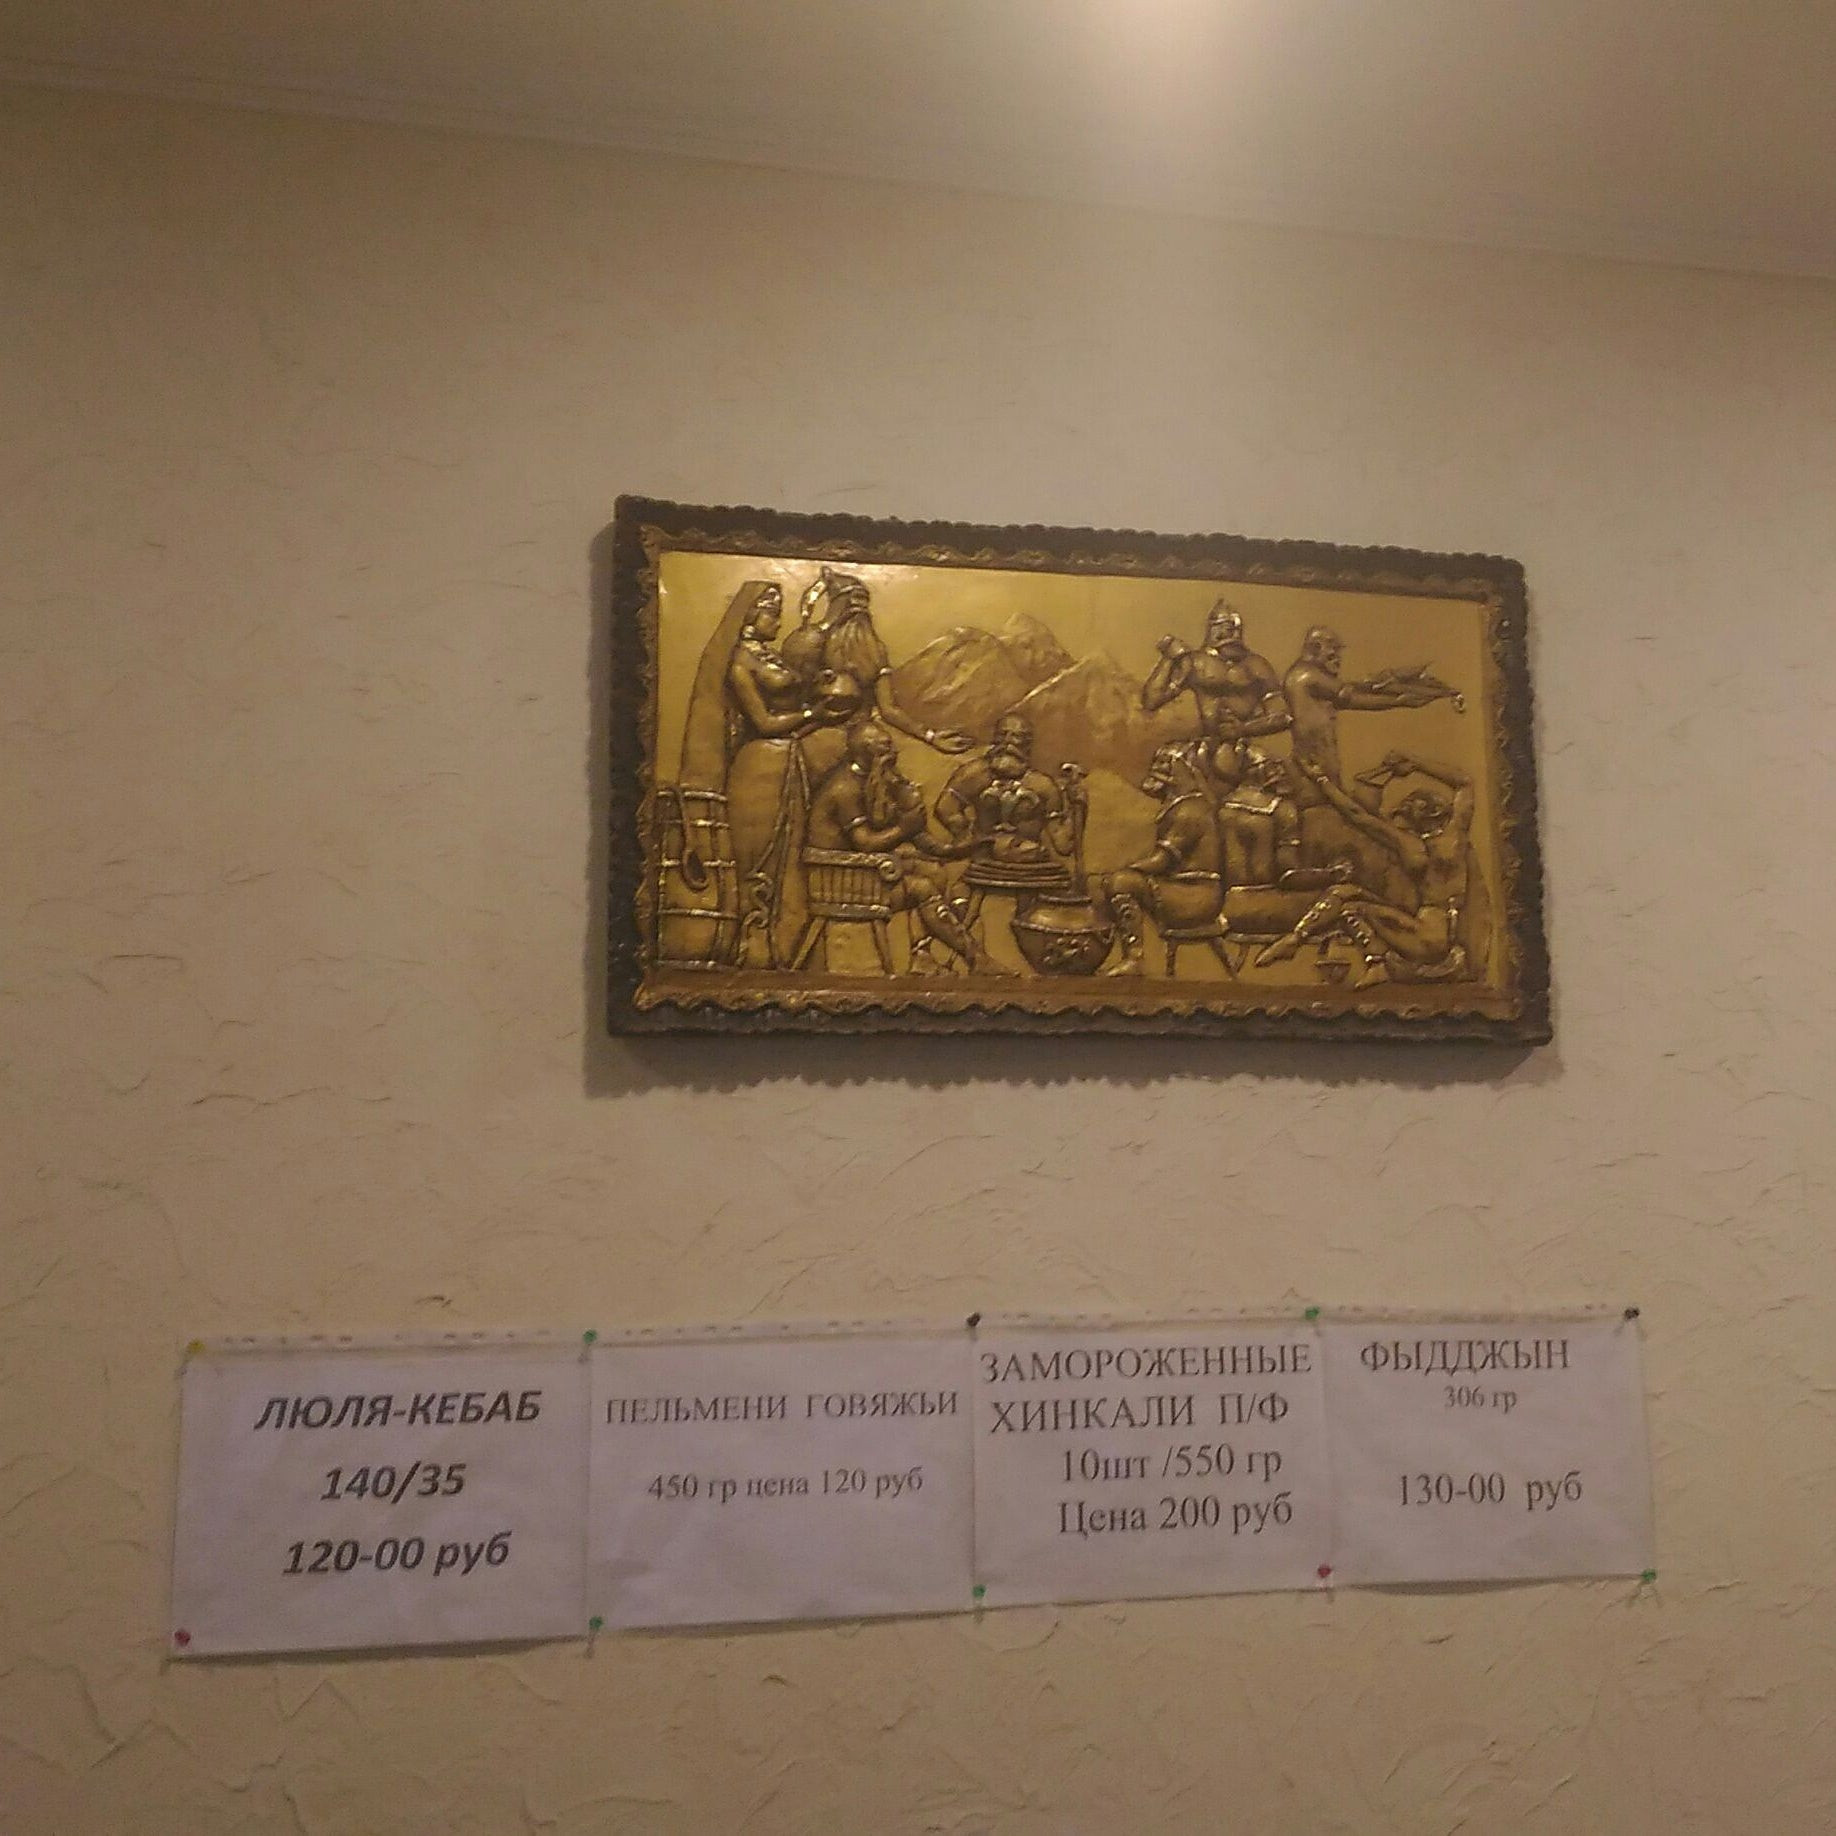 ЛЮЛЯ-КЕБАБ
140/35
120-00 руб
ПЕЛЬМЕНИ ГОВЯЖЬИ
450 гр цена 120 руб
ЗАМОРОЖЕННЫЕ
ХИНКАЛИ П/Ф
10шт /550 гр
Цена 200 руб
ФЫДДЖЫН
306 гр
130-00 руб